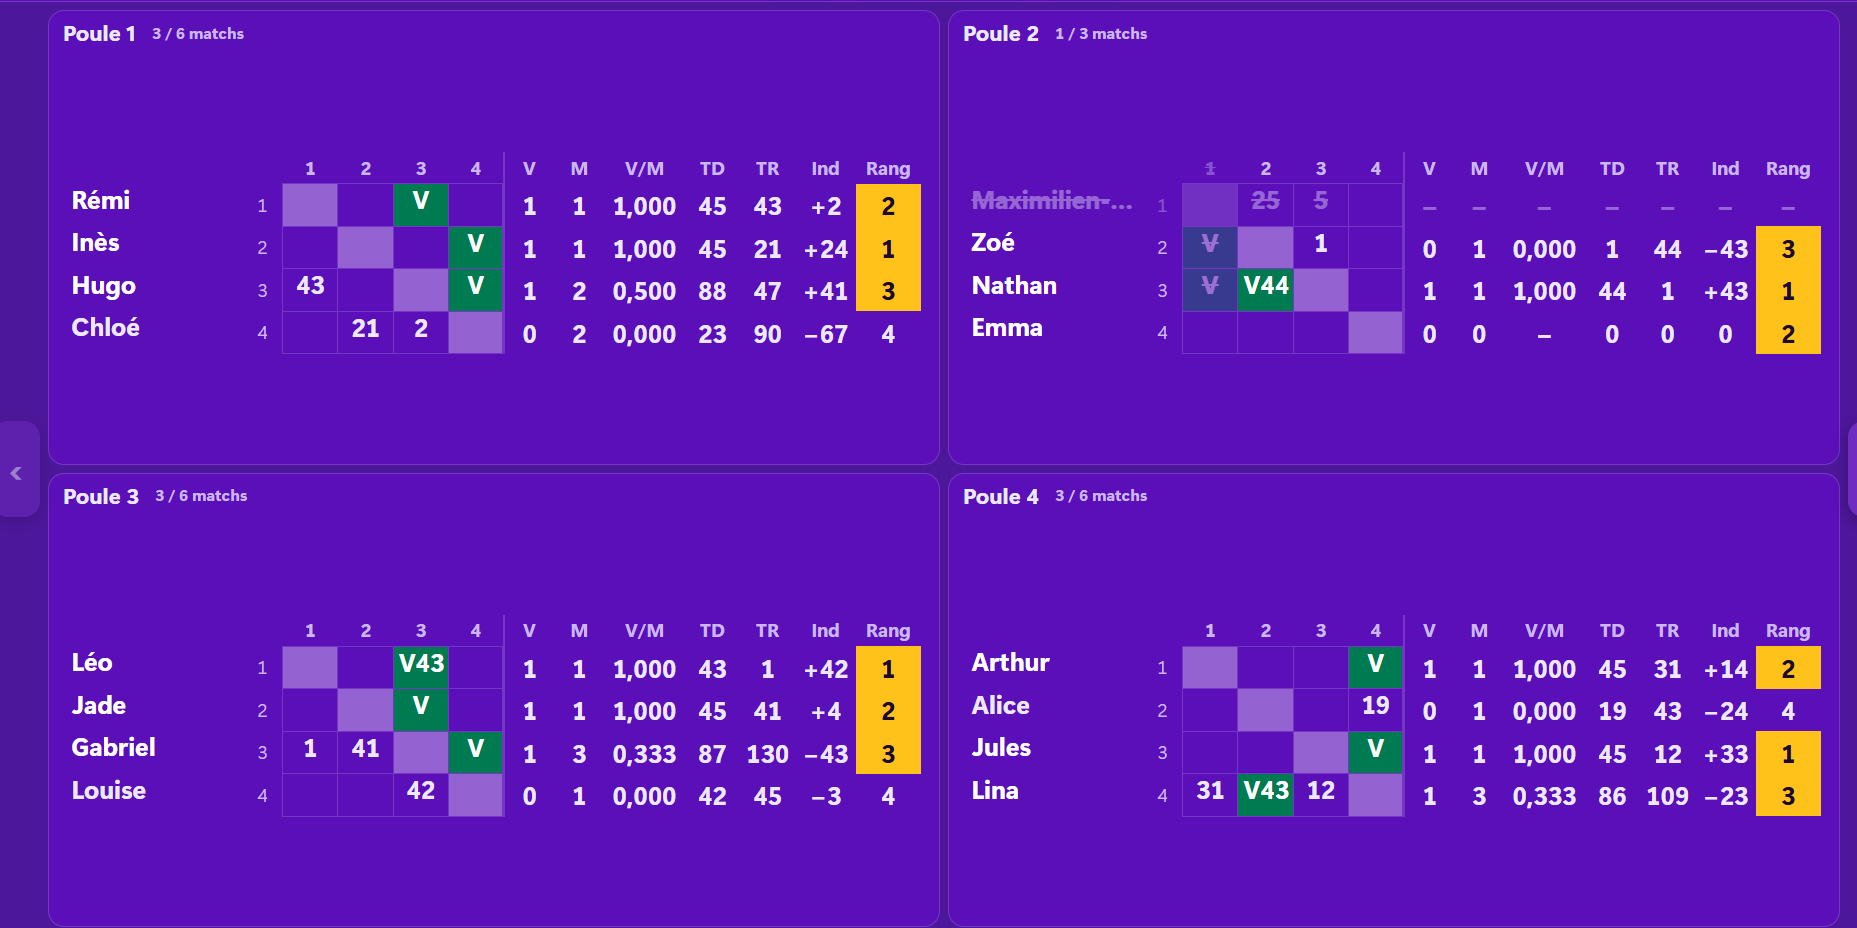 Poule 1 3 / 6 matchs
1 2 3 4 V M V/M TD TR Ind Rang
Rémi 1 V 1 1 1,000 45 43 +2 2
Inès 2 V 1 1 1,000 45 21 +24 1
Hugo 3 43 V 1 2 0,500 88 47 +41 3
Chloé 4 21 2 0 2 0,000 23 90 −67 4
Poule 2 1 / 3 matchs
1 2 3 4 V M V/M TD TR Ind Rang
Maximilien-... 1 25 5 – – – – – – –
Zoé 2 V 1 0 1 0,000 1 44 −43 3
Nathan 3 V V44 1 1 1,000 44 1 +43 1
Emma 4 0 0 – 0 0 0 2
Poule 3 3 / 6 matchs
1 2 3 4 V M V/M TD TR Ind Rang
Léo 1 V43 1 1 1,000 43 1 +42 1
Jade 2 V 1 1 1,000 45 41 +4 2
Gabriel 3 1 41 V 1 3 0,333 87 130 −43 3
Louise 4 42 0 1 0,000 42 45 −3 4
Poule 4 3 / 6 matchs
1 2 3 4 V M V/M TD TR Ind Rang
Arthur 1 V 1 1 1,000 45 31 +14 2
Alice 2 19 0 1 0,000 19 43 −24 4
Jules 3 V 1 1 1,000 45 12 +33 1
Lina 4 31 V43 12 1 3 0,333 86 109 −23 3